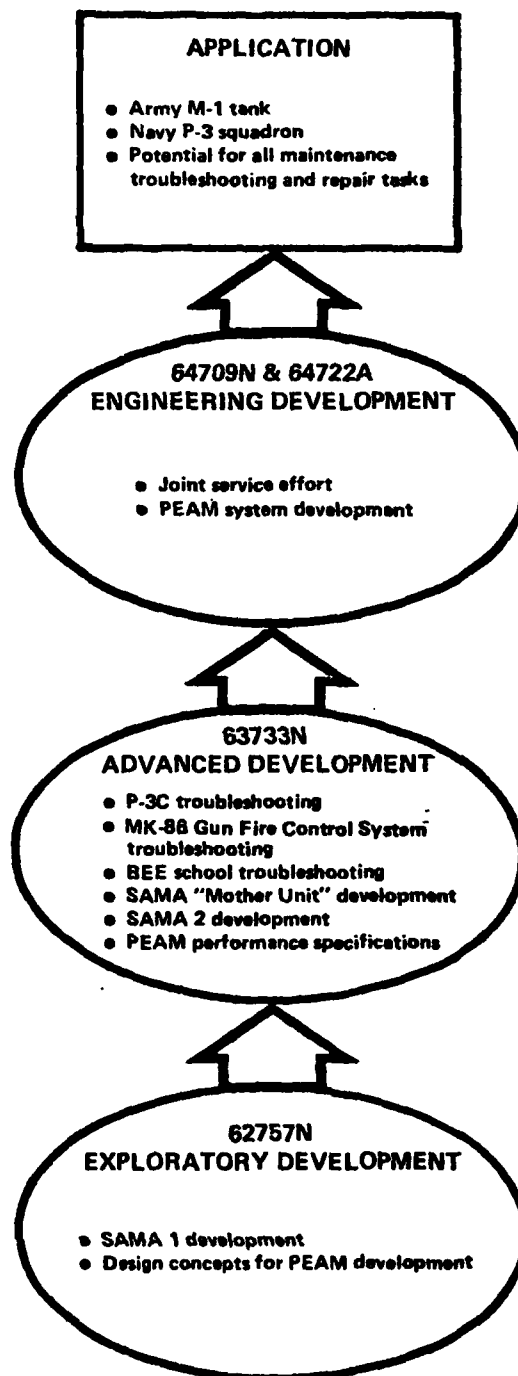 APPLICATION
● Army M-1 tank
● Navy P-3 squadron
● Potential for all maintenance
troubleshooting and repair tasks
64709N & 64722A
ENGINEERING DEVELOPMENT
● Joint service effort
● PEAM system development
63733N
ADVANCED DEVELOPMENT
● P-3C troubleshooting
● MK-86 Gun Fire Control System
troubleshooting
● BEE school troubleshooting
● SAMA "Mother Unit" development
● SAMA 2 development
● PEAM performance specifications
62757N
EXPLORATORY DEVELOPMENT
● SAMA 1 development
● Design concepts for PEAM development